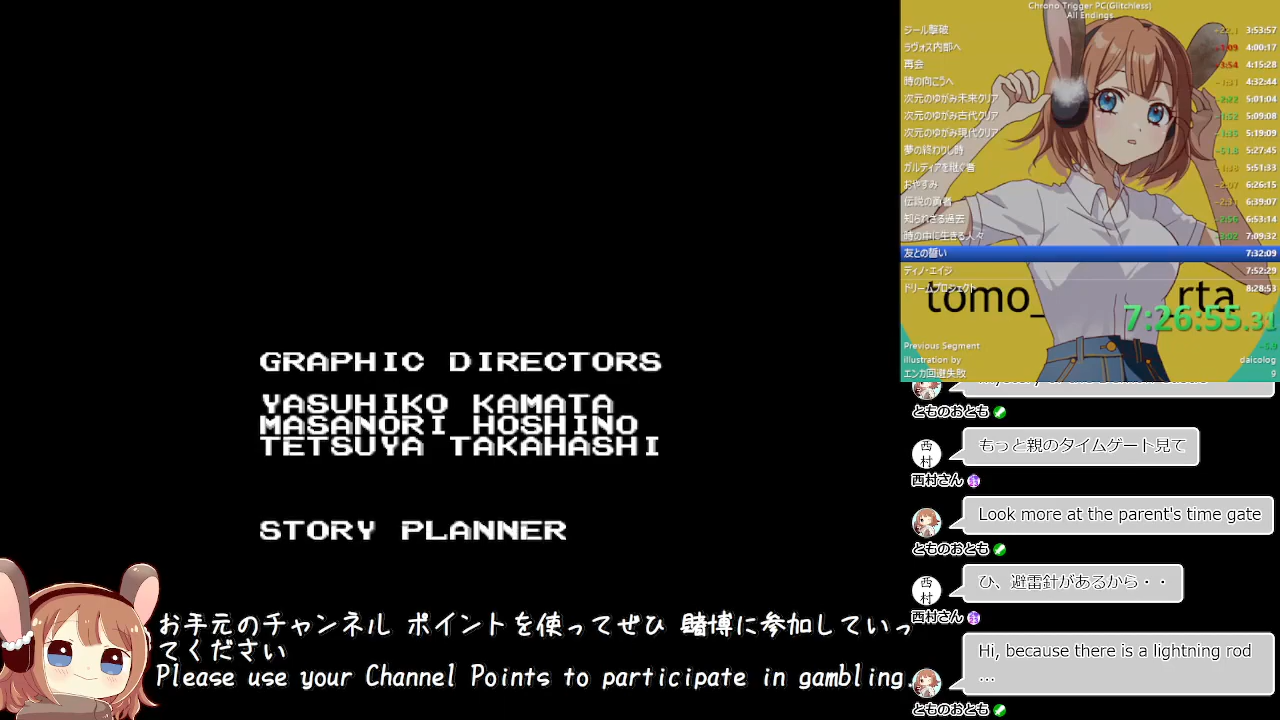 GRAPHIC DIRECTORS
YASUHIKO KAMATA
MASANORI HOSHINO
TETSUYA TAKAHASHI
STORY PLANNER
お手元のチャンネル ポイントを使ってぜひ 賭博に参加していっ
てください
Please use your Channel Points to participate in gambling.
Chrono Trigger PC(Glitchless)
All Endings
ジール撃破 3:53:57
ラヴォス内部へ 4:00:17
再会 4:15:28
時の向こうへ 4:32:44
次元のゆがみ未来クリア 5:01:04
次元のゆがみ古代クリア 5:09:08
次元のゆがみ現代クリア 5:19:09
夢の終わりし時 -51.8 5:27:45
ガルディアを継ぐ者 5:51:33
おやすみ 6:26:15
伝説の勇者 6:39:07
知られざる過去 6:53:14
時の中に生きる人々 7:09:32
友との誓い 7:32:09
ディノ・エイジ 7:52:29
ドリームプロジェクト 8:28:53
tomo_ rta
7:26:55.31
Previous Segment
illustration by daicolog
エンカ回避失敗 9
とものおとも
もっと親のタイムゲート見て
西村さん
Look more at the parent's time gate
とものおとも
ひ、避雷針があるから・・
西村さん
Hi, because there is a lightning rod
...
とものおとも